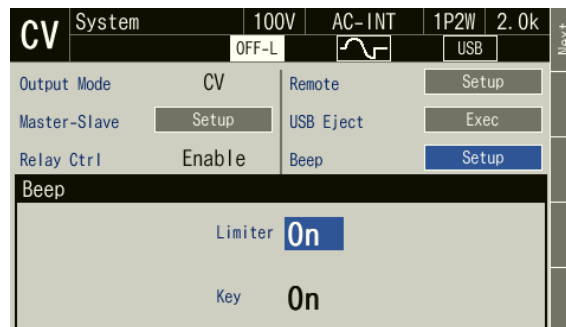 CV System 100V AC-INT 1P2W 2.0k
OFF-L USB
Next
Output Mode CV
Master-Slave Setup
Relay Ctrl Enable
Remote Setup
USB Eject Exec
Beep Setup
Beep
Limiter On
Key On